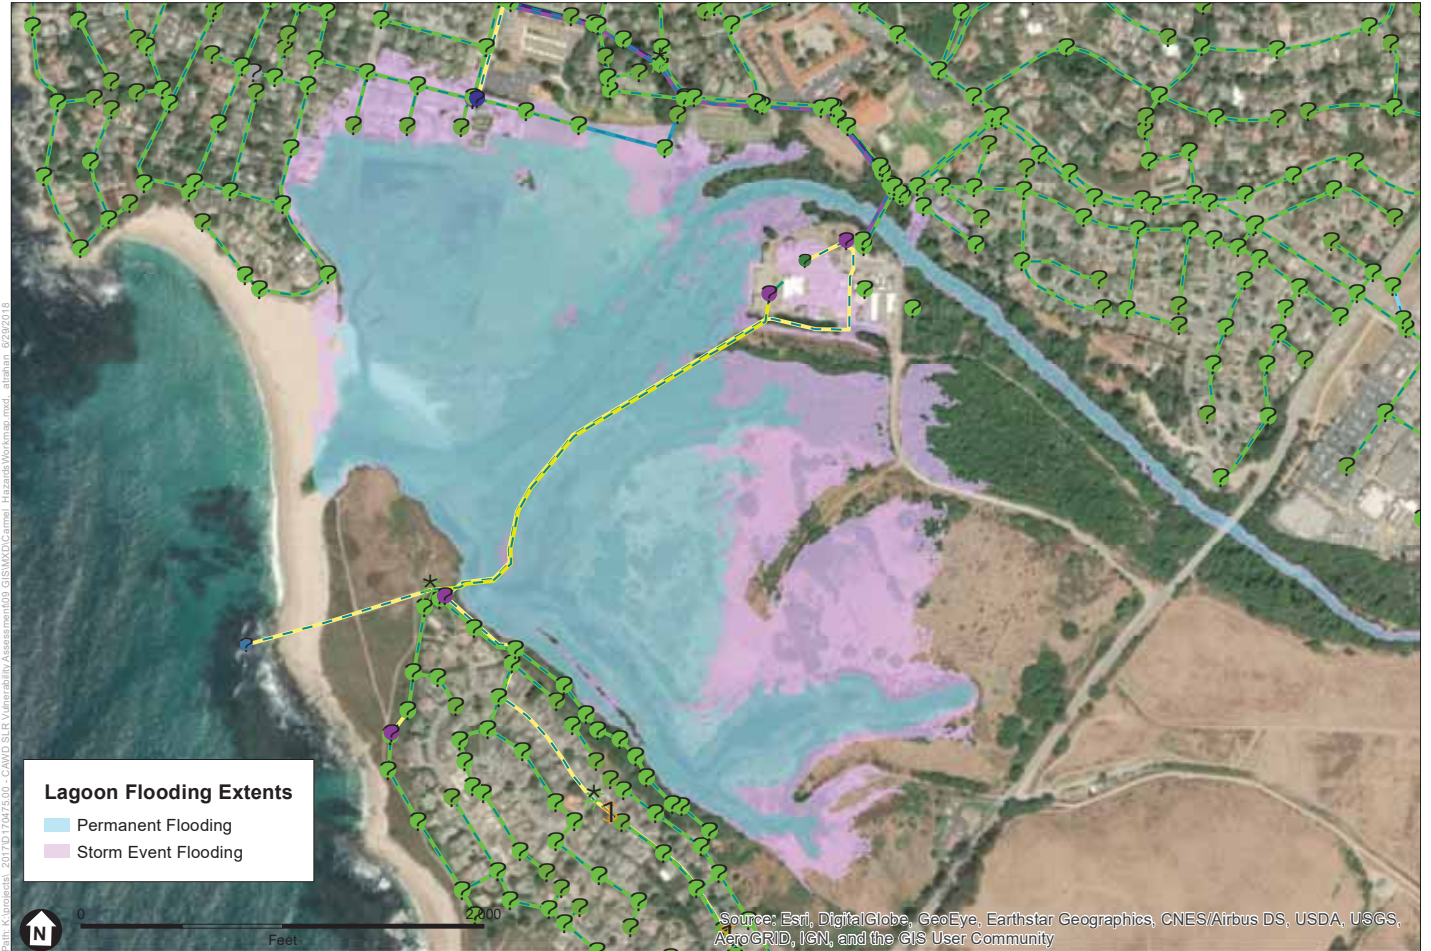 Path: K:\projects\_2017\D170475.00 - CAWD SLR Vulnerability Assessment\09 GIS\MXD\Carmel_HazardsWorkmap.mxd, atrahan 6/29/2018
Lagoon Flooding Extents
Permanent Flooding
Storm Event Flooding
N
0 2,000
Feet
Source: Esri, DigitalGlobe, GeoEye, Earthstar Geographics, CNES/Airbus DS, USDA, USGS,
AeroGRID, IGN, and the GIS User Community